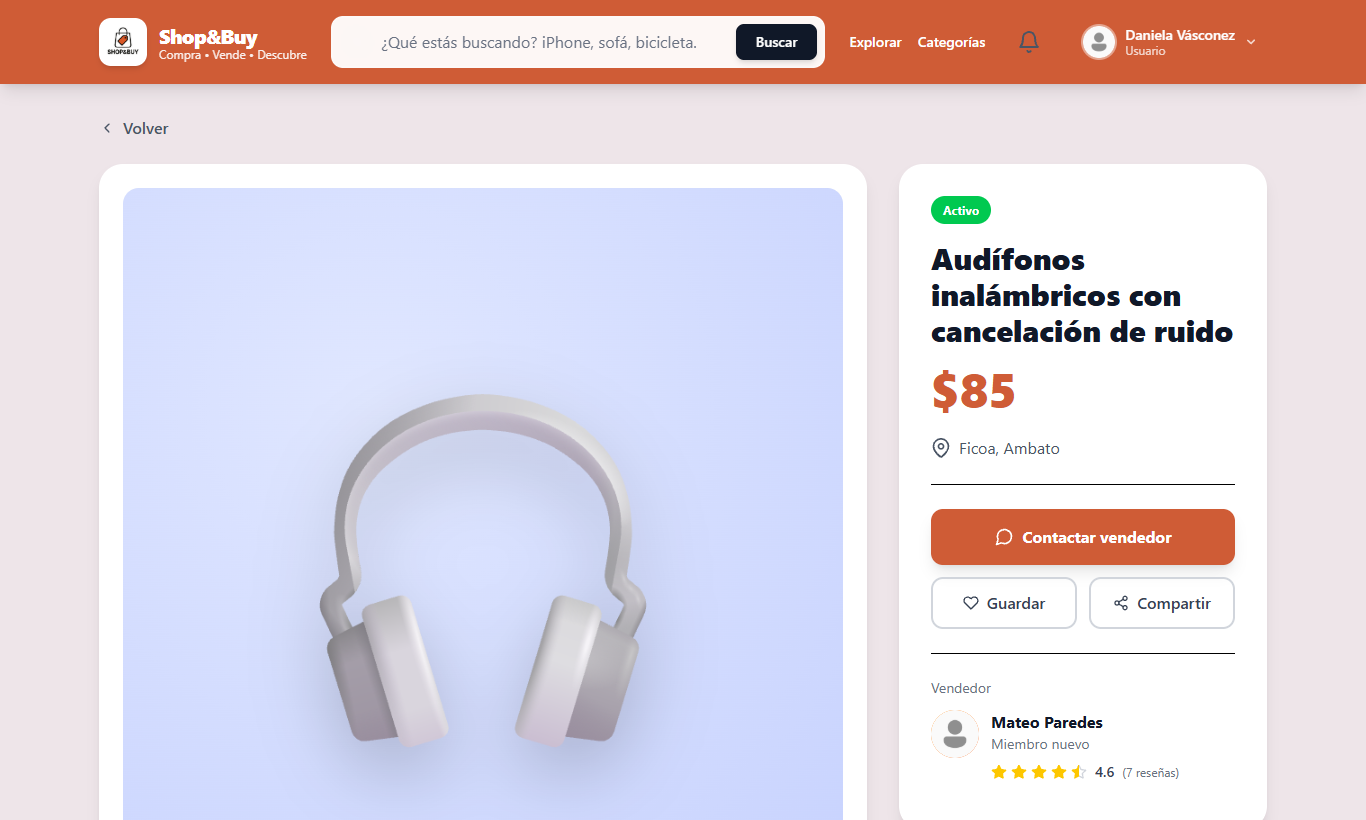 SHOP&BUY
Shop&Buy
Compra • Vende • Descubre
¿Qué estás buscando? iPhone, sofá, bicicleta.
Buscar
Explorar
Categorías
Daniela Vásconez
Usuario
Volver
Activo
Audífonos
inalámbricos con
cancelación de ruido
$85
Ficoa, Ambato
Contactar vendedor
Guardar
Compartir
Vendedor
Mateo Paredes
Miembro nuevo
4.6 (7 reseñas)